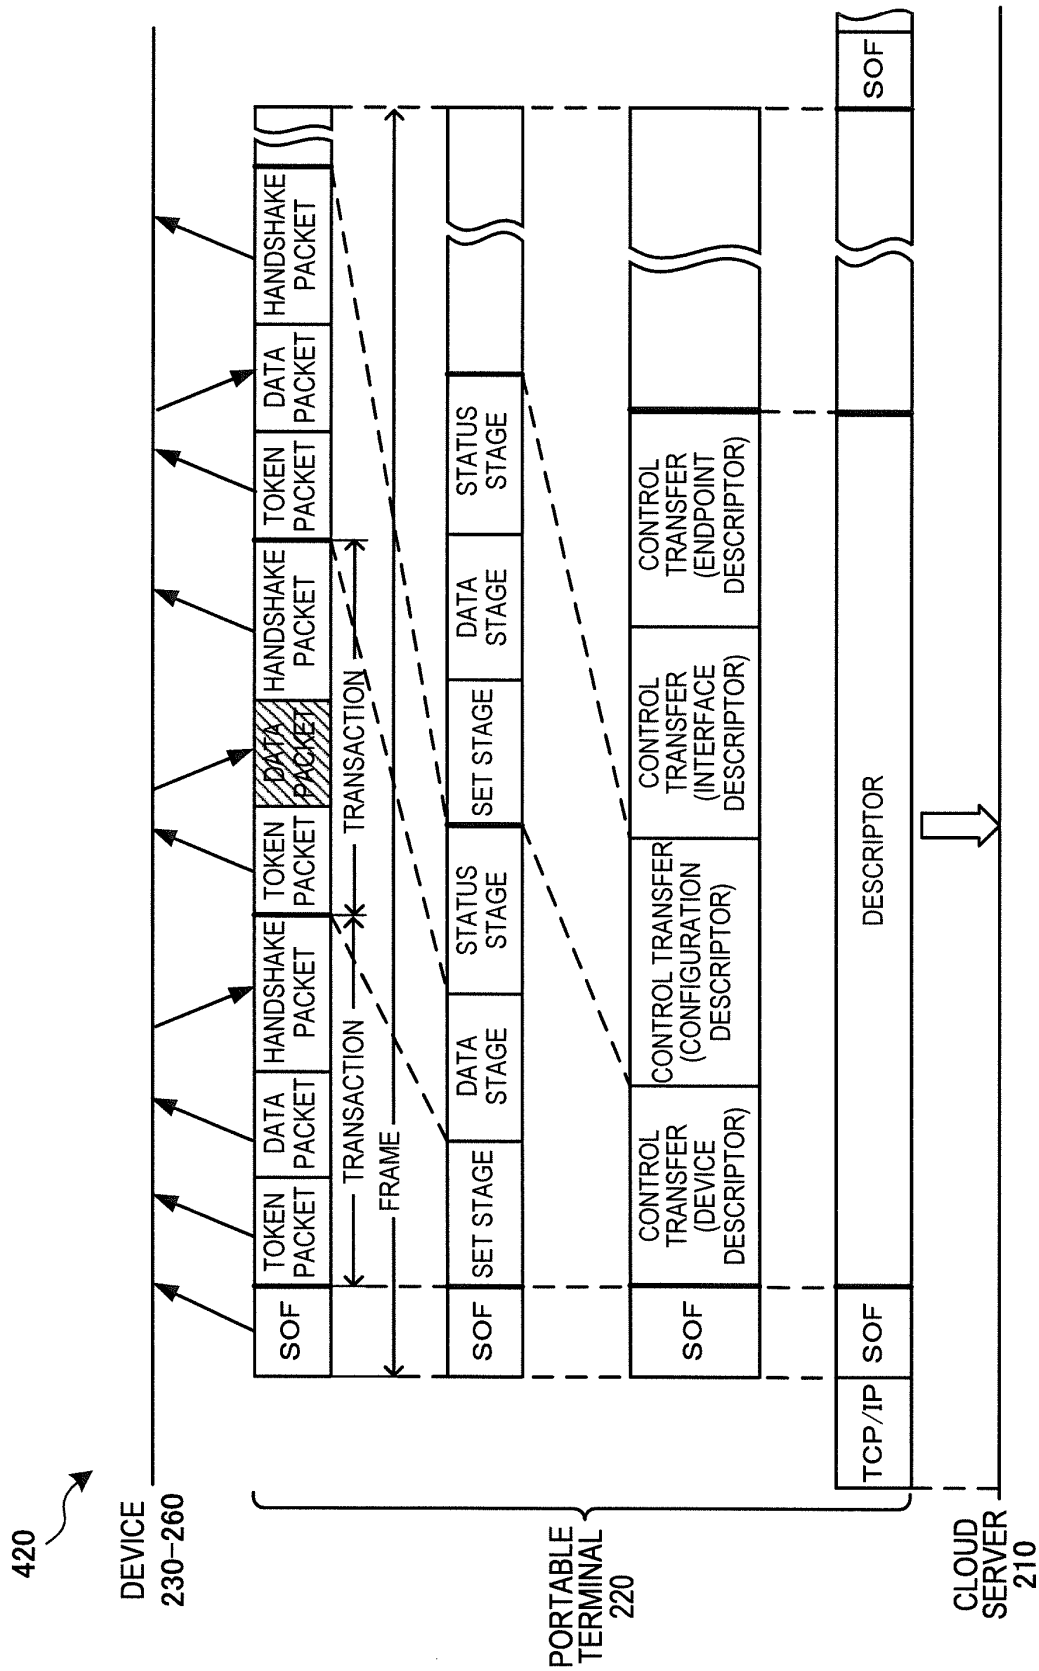 420
DEVICE
230-260
SOF
TOKEN
PACKET
DATA
PACKET
HANDSHAKE
PACKET
TOKEN
PACKET
DATA
PACKET
HANDSHAKE
PACKET
TOKEN
PACKET
DATA
PACKET
HANDSHAKE
PACKET
TRANSACTION
TRANSACTION
FRAME
PORTABLE
TERMINAL
220
SOF
SET STAGE
DATA
STAGE
STATUS
STAGE
SET STAGE
DATA
STAGE
STATUS
STAGE
SOF
CONTROL
TRANSFER
(DEVICE
DESCRIPTOR)
CONTROL TRANSFER
(CONFIGURATION
DESCRIPTOR)
CONTROL
TRANSFER
(INTERFACE
DESCRIPTOR)
CONTROL
TRANSFER
(ENDPOINT
DESCRIPTOR)
TCP/IP
SOF
DESCRIPTOR
SOF
CLOUD
SERVER
210